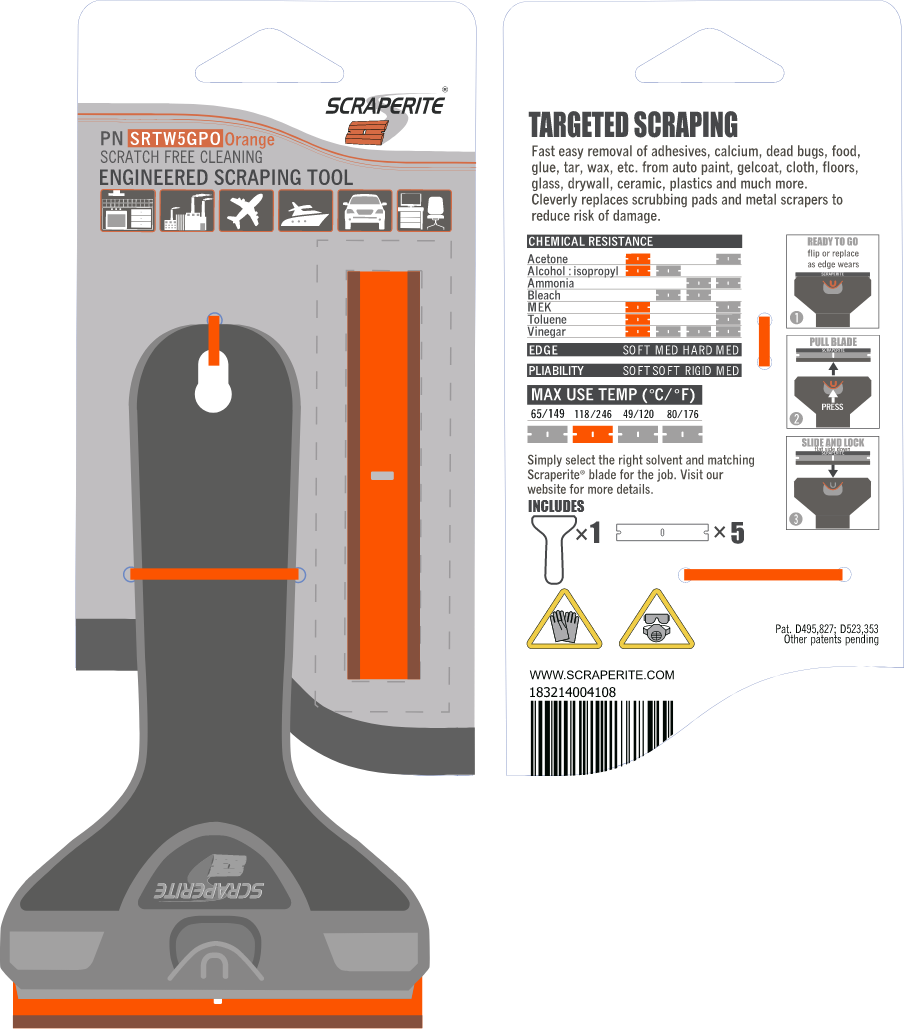 SCRAPERITE®
PN SRTW5GPO Orange
SCRATCH FREE CLEANING
ENGINEERED SCRAPING TOOL
SCRAPERITE
TARGETED SCRAPING
Fast easy removal of adhesives, calcium, dead bugs, food,
glue, tar, wax, etc. from auto paint, gelcoat, cloth, floors,
glass, drywall, ceramic, plastics and much more.
Cleverly replaces scrubbing pads and metal scrapers to
reduce risk of damage.
CHEMICAL RESISTANCE
Acetone
Alcohol : isopropyl
Ammonia
Bleach
MEK
Toluene
Vinegar
EDGE SOFT MED HARD MED
PLIABILITY SOFT SOFT RIGID MED
MAX USE TEMP (°C/°F)
65/149 118/246 49/120 80/176
Simply select the right solvent and matching
Scraperite® blade for the job. Visit our
website for more details.
INCLUDES
×1 × 5
READY TO GO
flip or replace
as edge wears
SCRAPERITE
1
PULL BLADE
SCRAPERITE
PRESS
2
SLIDE AND LOCK
flat side down
SCRAPERITE
3
Pat. D495,827; D523,353
Other patents pending
WWW.SCRAPERITE.COM
183214004108